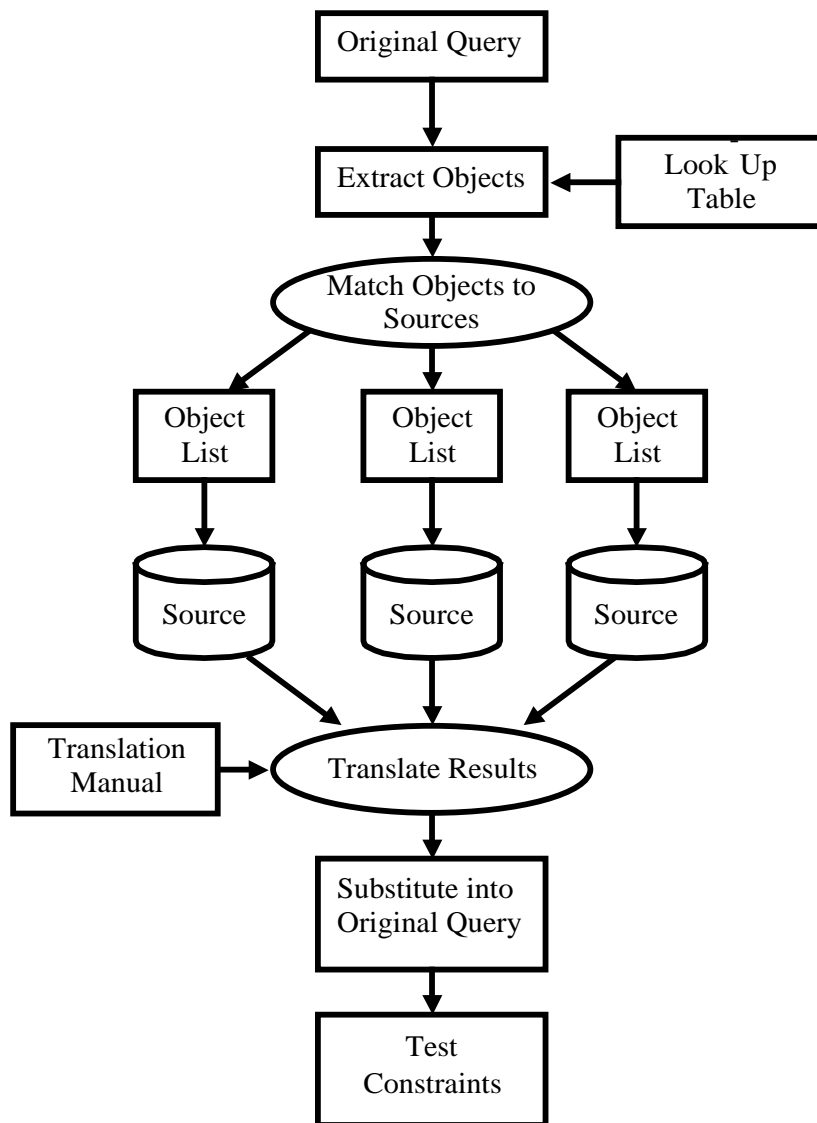 Original Query
Extract Objects
Look Up
Table
Match Objects to
Sources
Object
List
Object
List
Object
List
Source
Source
Source
Translation
Manual
Translate Results
Substitute into
Original Query
Test
Constraints